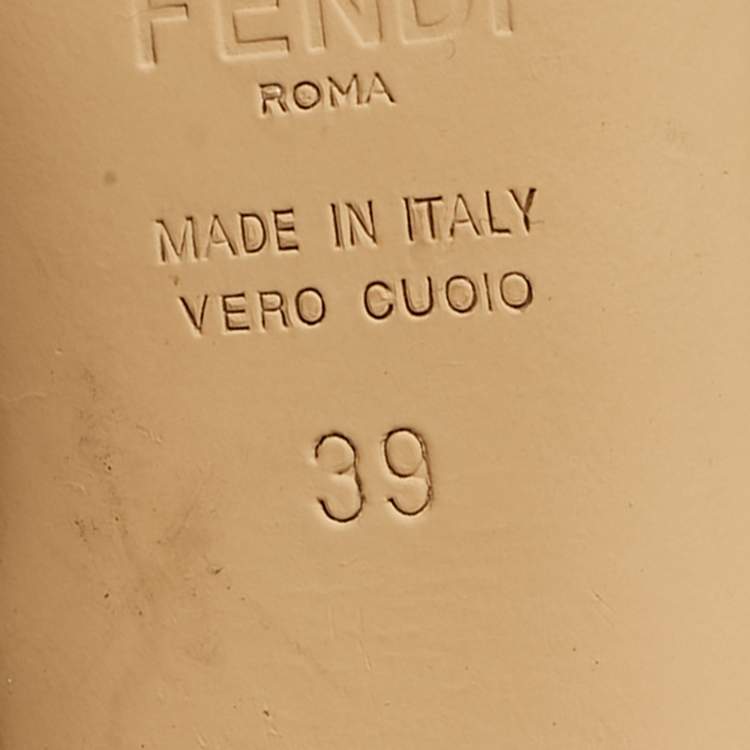 FENDI
ROMA
MADE IN ITALY
VERO CUOIO
39